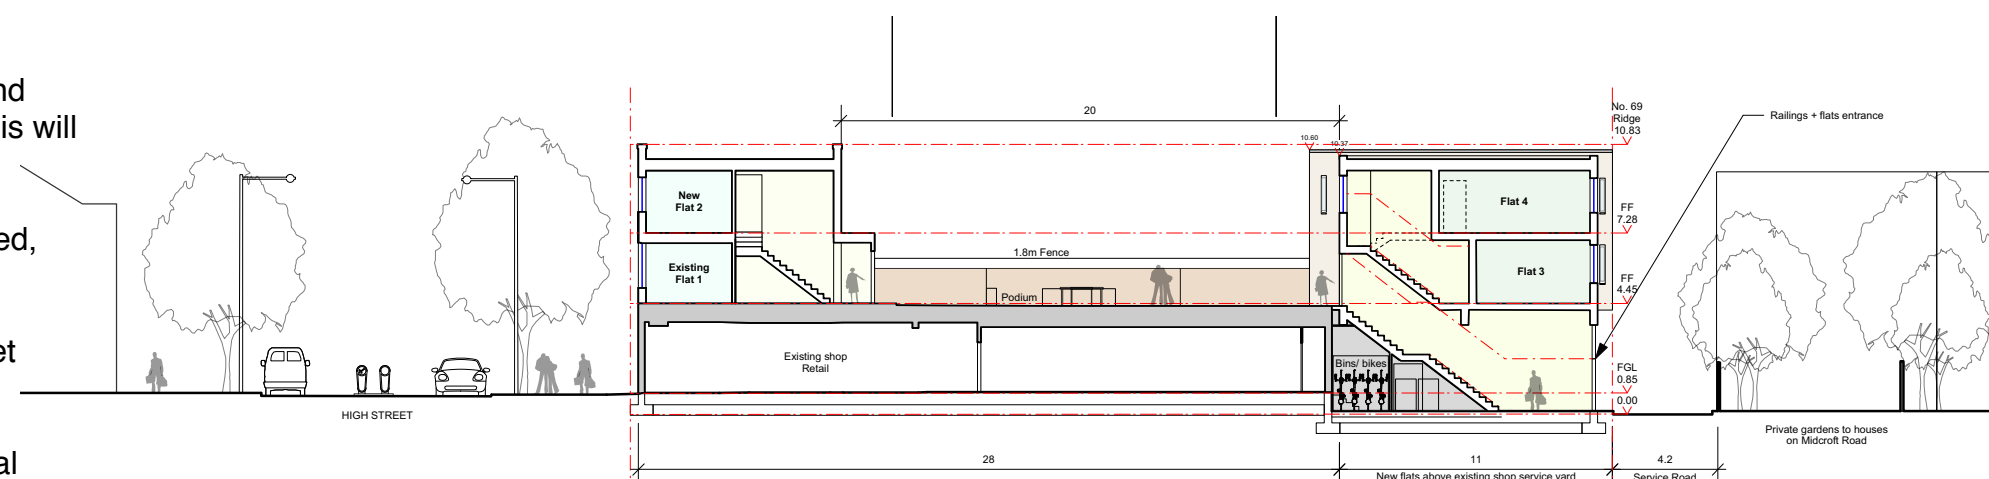 nd
is will
ed,
et
al
20
No. 69
Ridge
10.83
Railings + flats entrance
10.60
10.37
New
Flat 2
Flat 4
FF
7.28
1.8m Fence
Existing
Flat 1
Flat 3
FF
4.45
Podium
Existing shop
Retail
Bins/ bikes
FGL
0.85
0.00
HIGH STREET
Private gardens to houses
on Midcroft Road
28
11
4.2
New flats above existing shop service yard
Service Road